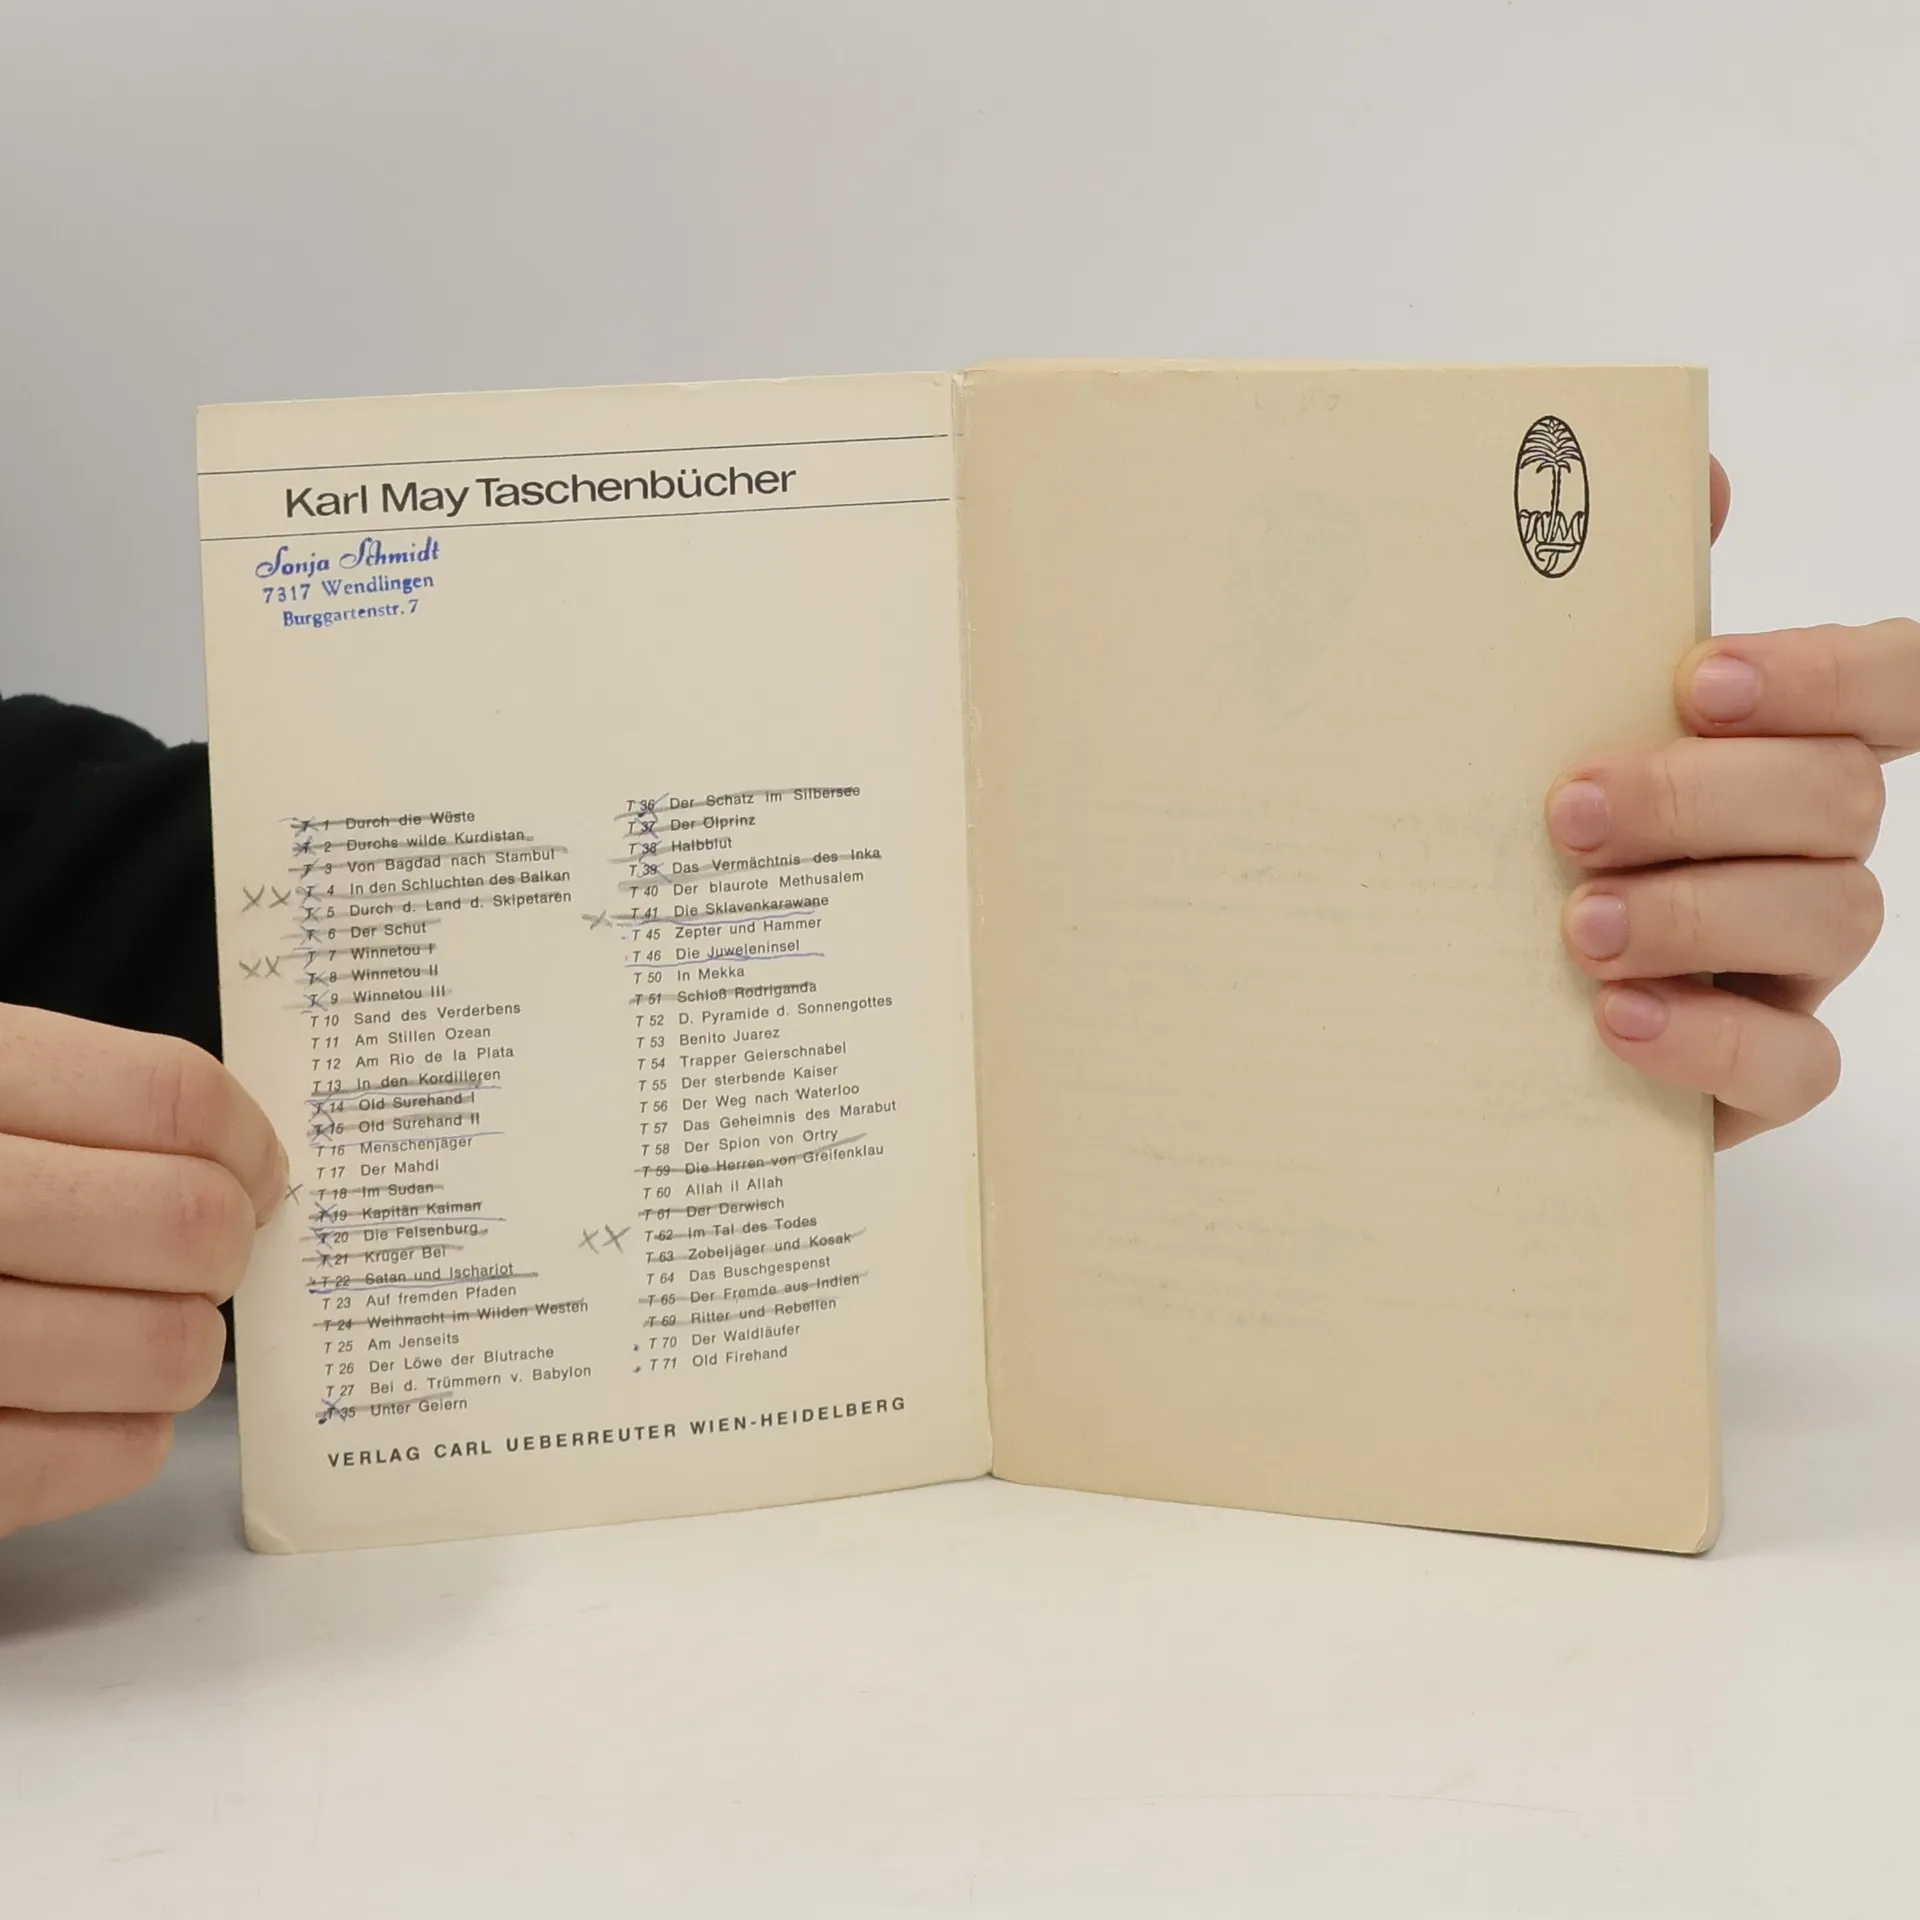 Karl May Taschenbücher
Sonja Schmidt
7317 Wendlingen
Burggartenstr. 7
T 1 Durch die Wüste
T 2 Durchs wilde Kurdistan
T 3 Von Bagdad nach Stambul
T 4 In den Schluchten des Balkan
T 5 Durch d. Land d. Skipetaren
T 6 Der Schut
T 7 Winnetou I
T 8 Winnetou II
T 9 Winnetou III
T 10 Sand des Verderbens
T 11 Am Stillen Ozean
T 12 Am Rio de la Plata
T 13 In den Kordilleren
T 14 Old Surehand I
T 15 Old Surehand II
T 16 Menschenjäger
T 17 Der Mahdi
T 18 Im Sudan
T 19 Kapitän Kaiman
T 20 Die Felsenburg
T 21 Krüger Bei
T 22 Satan und Ischariot
T 23 Auf fremden Pfaden
T 24 Weihnacht im Wilden Westen
T 25 Am Jenseits
T 26 Der Löwe der Blutrache
T 27 Bei d. Trümmern v. Babylon
T 35 Unter Geiern
T 36 Der Schatz im Silbersee
T 37 Der Ölprinz
T 38 Halbblut
T 39 Das Vermächtnis des Inka
T 40 Der blaurote Methusalem
T 41 Die Sklavenkarawane
T 45 Zepter und Hammer
T 46 Die Juweleninsel
T 50 In Mekka
T 51 Schloß Rodriganda
T 52 D. Pyramide d. Sonnengottes
T 53 Benito Juarez
T 54 Trapper Geierschnabel
T 55 Der sterbende Kaiser
T 56 Der Weg nach Waterloo
T 57 Das Geheimnis des Marabut
T 58 Der Spion von Ortry
T 59 Die Herren von Greifenklau
T 60 Allah il Allah
T 61 Der Derwisch
T 62 Im Tal des Todes
T 63 Zobeljäger und Kosak
T 64 Das Buschgespenst
T 65 Der Fremde aus Indien
T 69 Ritter und Rebellen
T 70 Der Waldläufer
T 71 Old Firehand
VERLAG CARL UEBERREUTER WIEN-HEIDELBERG